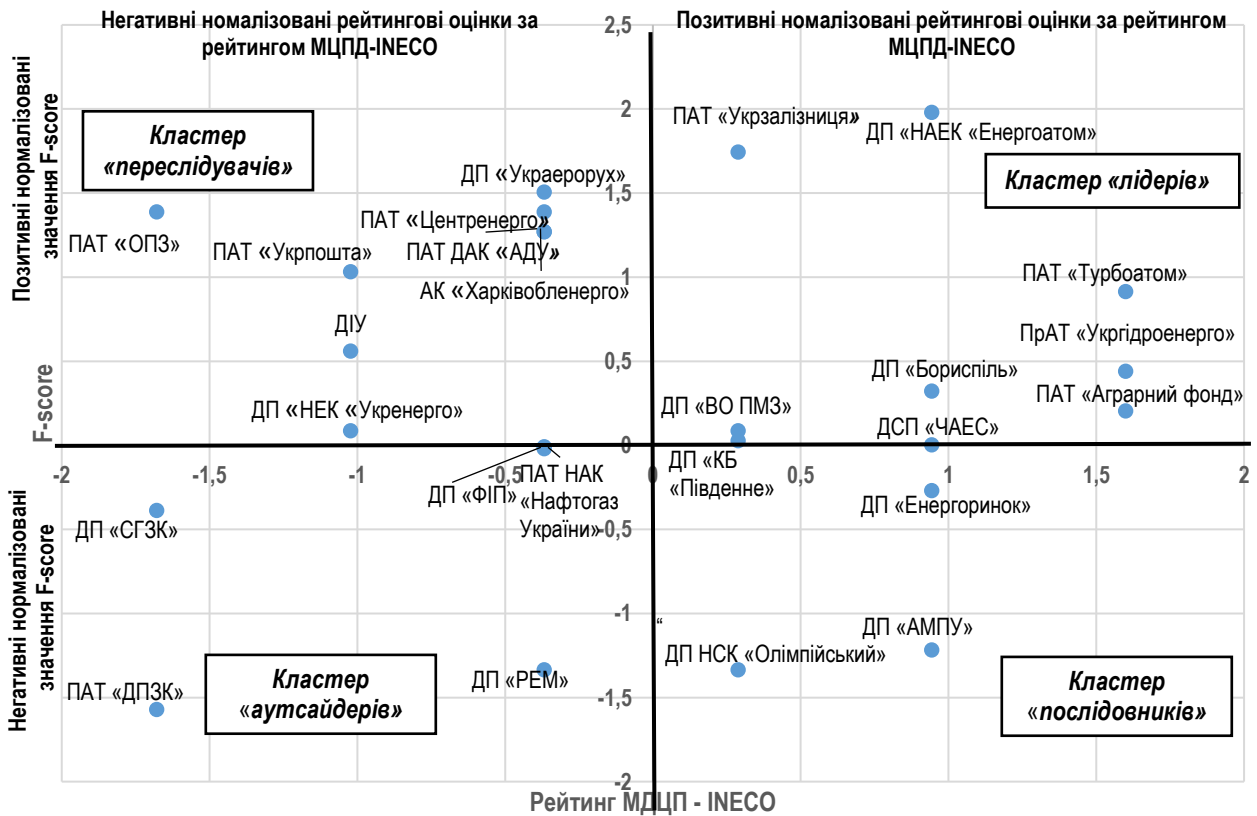 Негативні номалізовані рейтингові оцінки за
рейтингом МЦПД-INECO
Позитивні номалізовані рейтингові оцінки за рейтингом
МЦПД-INECO
Позитивні нормалізовані
значення F-score
Негативні нормалізовані
значення F-score
F-score
2,5
2
1,5
1
0,5
0
-0,5
-1
-1,5
-2
Кластер
«переслідувачів»
ПАТ «Укрзалізниця»
ДП «НАЕК «Енергоатом»
Кластер «лідерів»
ДП «Украерорух»
ПАТ «Центренерго»
ПАТ «ОПЗ»
ПАТ «Укрпошта»
ПАТ ДАК «АДУ»
АК «Харківобленерго»
ПАТ «Турбоатом»
ДІУ
ПрАТ «Укргідроенерго»
ДП «Бориспіль»
ПАТ «Аграрний фонд»
ДП «НЕК «Укренерго»
ДП «ВО ПМЗ»
ДСП «ЧАЕС»
-2
-1,5
-1
-0,5
0
0,5
1
1,5
2
ДП «ФІП»
ПАТ НАК
«Нафтогаз
України»
ДП «КБ
«Південне»
ДП «Енергоринок»
ДП «СГЗК»
“
ДП «АМПУ»
ДП НСК «Олімпійський»
ДП «РЕМ»
ПАТ «ДПЗК»
Кластер
«аутсайдерів»
Кластер
«послідовників»
Рейтинг МДЦП - INECO